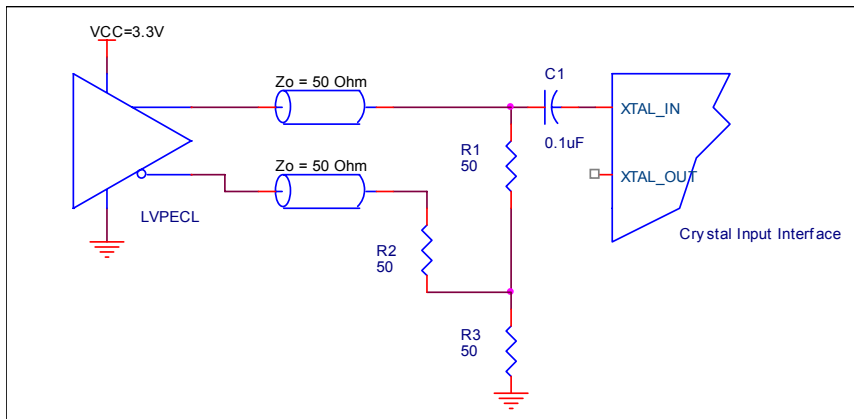 VCC=3.3V
Zo = 50 Ohm
C1
0.1uF
XTAL_IN
R1
50
Zo = 50 Ohm
XTAL_OUT
LVPECL
Crystal Input Interface
R2
50
R3
50